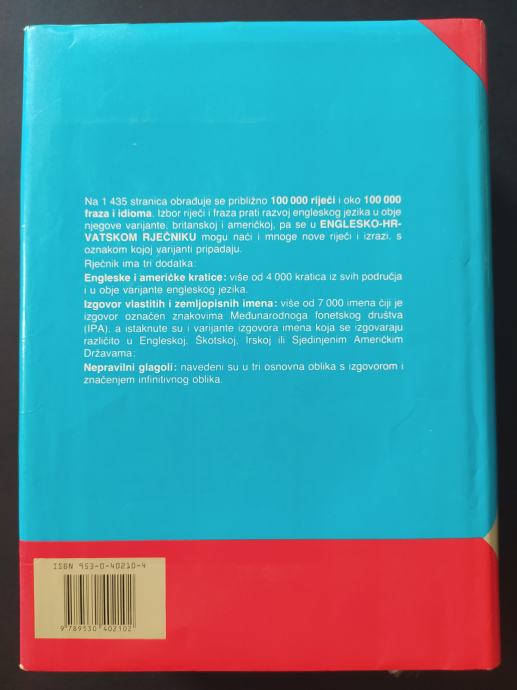 Na 1 435 stranica obrađuje se približno 100 000 riječi i oko 100 000
fraza i idioma. Izbor riječi i fraza prati razvoj engleskog jezika u obje
njegove varijante, britanskoj i američkoj, pa se u ENGLESKO-HR-
VATSKOM RJEČNIKU mogu naći i mnoge nove riječi i izrazi, s
oznakom kojoj varijanti pripadaju.
Rječnik ima tri dodatka:
Engleske i američke kratice: više od 4 000 kratica iz svih područja
i u obje varijante engleskog jezika.
Izgovor vlastitih i zemljopisnih imena: više od 7 000 imena čiji je
izgovor označen znakovima Međunarodnoga fonetskog društva
(IPA), a istaknute su i varijante izgovora imena koja se izgovaraju
različito u Engleskoj, Škotskoj, Irskoj ili Sjedinjenim Američkim
Državama;
Nepravilni glagoli: navedeni su u tri osnovna oblika s izgovorom i
značenjem infinitivnog oblika.
ISBN 953-0-40210-4
9 789530 402102